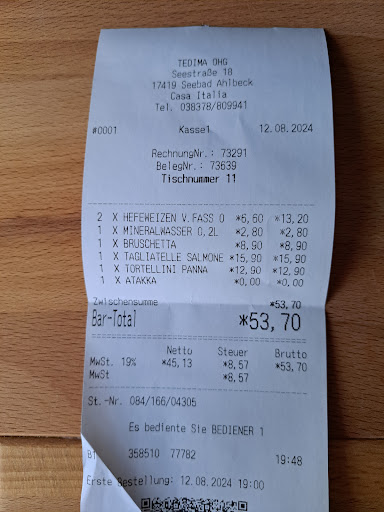 TEDIMA OHG
Seestraße 18
17419 Seebad Ahlbeck
Casa Italia
Tel. 038378/809941
#0001 Kasse1 12.08.2024
RechnungNr.: 73291
BelegNr.: 73639
Tischnummer 11
2 X HEFEWEIZEN V.FASS 0 *6,60 *13,20
1 X MINERALWASSER 0,2L *2,80 *2,80
1 X BRUSCHETTA *8,90 *8,90
1 X TAGLIATELLE SALMONE *15,90 *15,90
1 X TORTELLINI PANNA *12,90 *12,90
1 X ATAKKA *0,00 *0,00
Zwischensumme *53,70
Bar-Total *53,70
Netto Steuer Brutto
MwSt. 19% *45,13 *8,57 *53,70
MwSt *8,57
St.-Nr. 084/166/04305
Es bediente Sie BEDIENER 1
358510 77782 19:48
Erste Bestellung: 12.08.2024 19:00